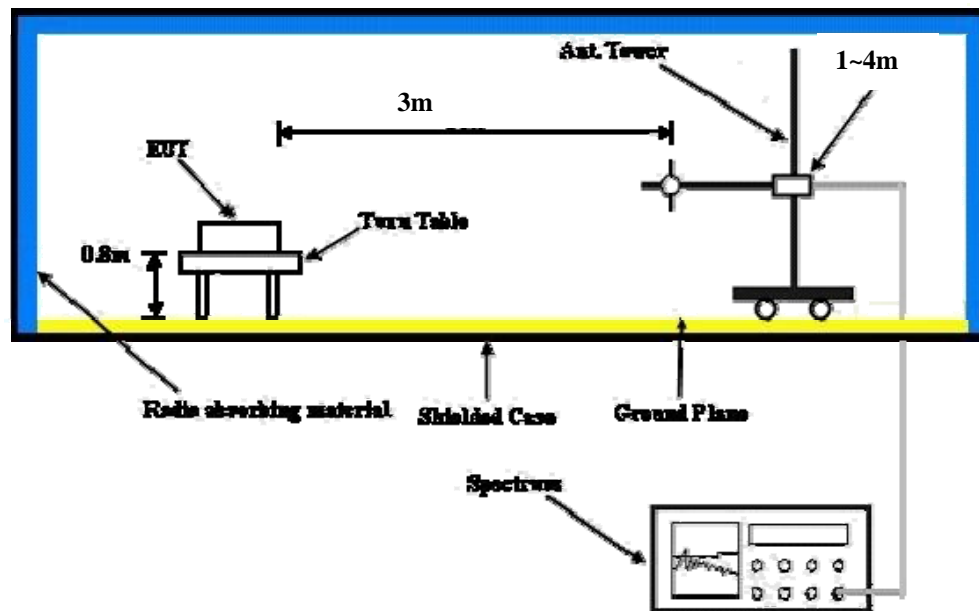 Ant. Tower
1~4m
3m
EUT
Turn Table
0.8m
Radio absorbing material
Shielded Case
Ground Plane
Spectrum